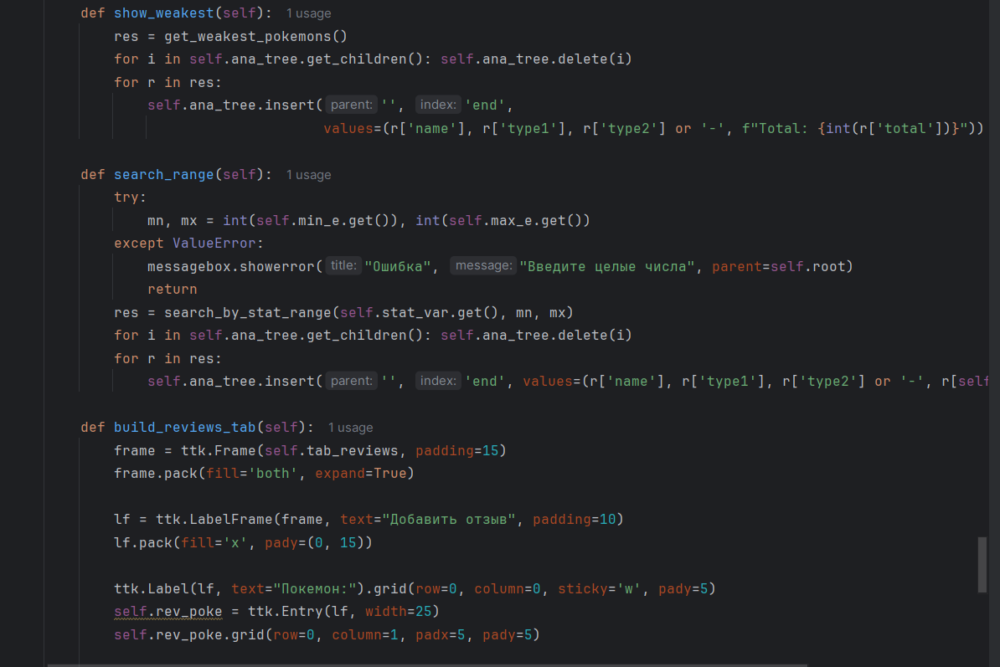 def show_weakest(self): 1 usage
res = get_weakest_pokemons()
for i in self.ana_tree.get_children(): self.ana_tree.delete(i)
for r in res:
self.ana_tree.insert( parent: '', index: 'end',
values=(r['name'], r['type1'], r['type2'] or '-', f"Total: {int(r['total'])}"))
def search_range(self): 1 usage
try:
mn, mx = int(self.min_e.get()), int(self.max_e.get())
except ValueError:
messagebox.showerror( title: "Ошибка", message: "Введите целые числа", parent=self.root)
return
res = search_by_stat_range(self.stat_var.get(), mn, mx)
for i in self.ana_tree.get_children(): self.ana_tree.delete(i)
for r in res:
self.ana_tree.insert( parent: '', index: 'end', values=(r['name'], r['type1'], r['type2'] or '-', r[self
def build_reviews_tab(self): 1 usage
frame = ttk.Frame(self.tab_reviews, padding=15)
frame.pack(fill='both', expand=True)
lf = ttk.LabelFrame(frame, text="Добавить отзыв", padding=10)
lf.pack(fill='x', pady=(0, 15))
ttk.Label(lf, text="Покемон:").grid(row=0, column=0, sticky='w', pady=5)
self.rev_poke = ttk.Entry(lf, width=25)
self.rev_poke.grid(row=0, column=1, padx=5, pady=5)